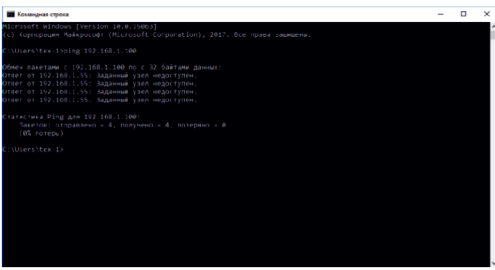 Командная строка
Microsoft Windows [Version 10.0.15063]
(c) Корпорация Майкрософт (Microsoft Corporation), 2017. Все права защищены.
C:\Users\tex-1>ping 192.168.1.100
Обмен пакетами с 192.168.1.100 по с 32 байтами данных:
Ответ от 192.168.1.55: Заданный узел недоступен.
Ответ от 192.168.1.55: Заданный узел недоступен.
Ответ от 192.168.1.55: Заданный узел недоступен.
Ответ от 192.168.1.55: Заданный узел недоступен.
Статистика Ping для 192.168.1.100:
Пакетов: отправлено = 4, получено = 4, потеряно = 0
(0% потерь)
C:\Users\tex-1>